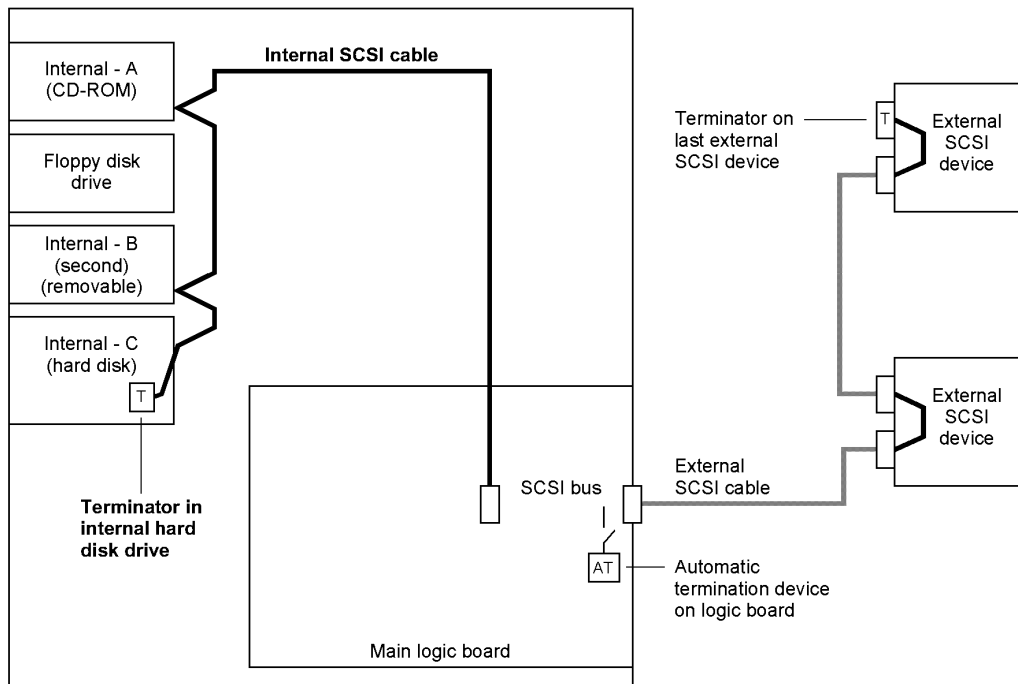 Internal - A
(CD-ROM)
Internal SCSI cable
Floppy disk
drive
Internal - B
(second)
(removable)
Internal - C
(hard disk)
T
Terminator in
internal hard
disk drive
Terminator on
last external
SCSI device
T
External
SCSI
device
External
SCSI
device
SCSI bus
External
SCSI cable
AT
Automatic
termination device
on logic board
Main logic board